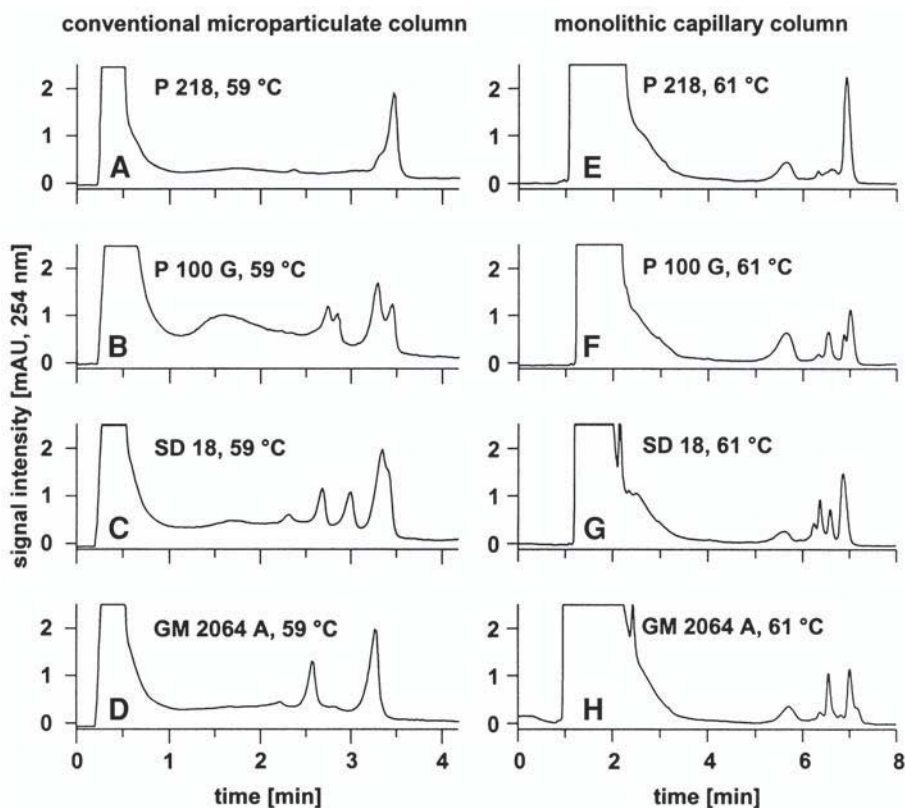 conventional microparticulate column
monolithic capillary column
signal intensity [mAU, 254 nm]
P 218, 59 °C
2
1
0
A
P 218, 61 °C
2
1
0
E
P 100 G, 59 °C
2
1
0
B
P 100 G, 61 °C
2
1
0
F
SD 18, 59 °C
2
1
0
C
SD 18, 61 °C
2
1
0
G
GM 2064 A, 59 °C
2
1
0
D
GM 2064 A, 61 °C
2
1
0
H
0 1 2 3 4
0 2 4 6 8
time [min]
time [min]